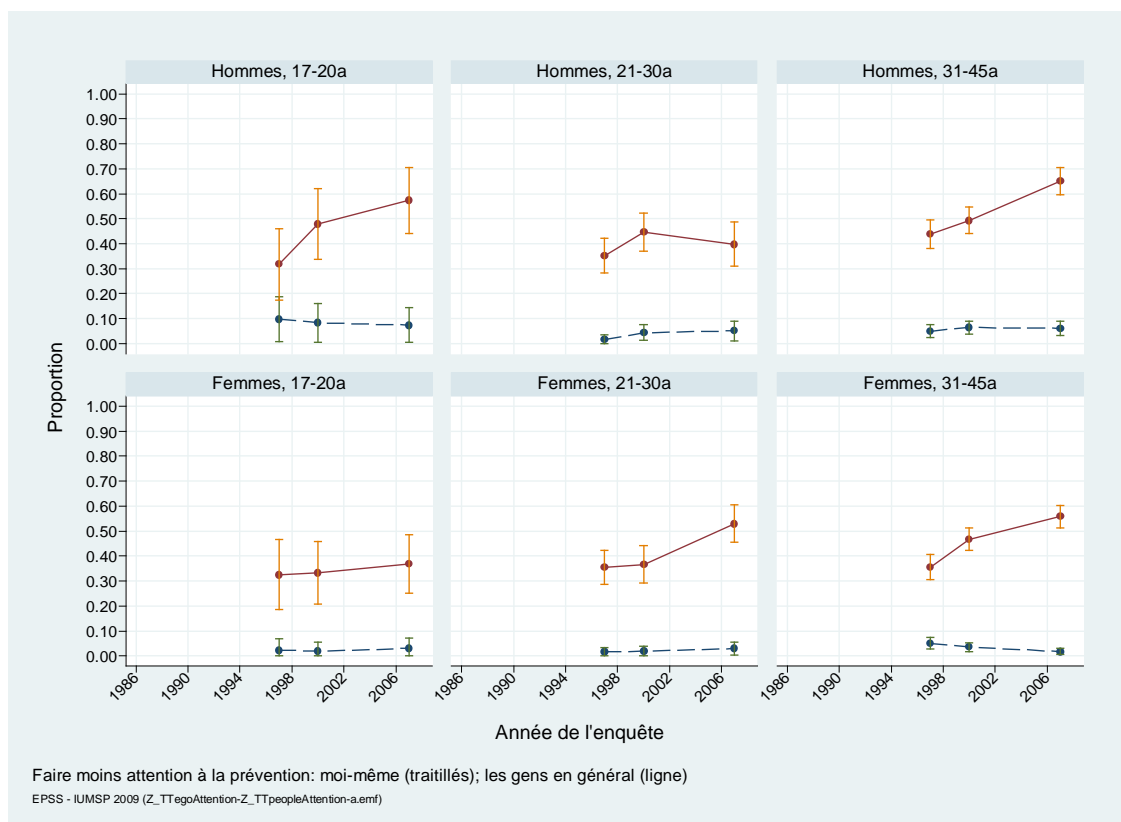 Hommes, 17-20a
Hommes, 21-30a
Hommes, 31-45a
1.00
0.90
0.80
0.70
0.60
0.50
0.40
0.30
0.20
0.10
0.00
Proportion
Femmes, 17-20a
Femmes, 21-30a
Femmes, 31-45a
1.00
0.90
0.80
0.70
0.60
0.50
0.40
0.30
0.20
0.10
0.00
1986 1990 1994 1998 2002 2006
1986 1990 1994 1998 2002 2006
1986 1990 1994 1998 2002 2006
Année de l'enquête
Faire moins attention à la prévention: moi-même (traitillés); les gens en général (ligne)
EPSS - IUMSP 2009 (Z_TTegoAttention-Z_TTpeopleAttention-a.emf)